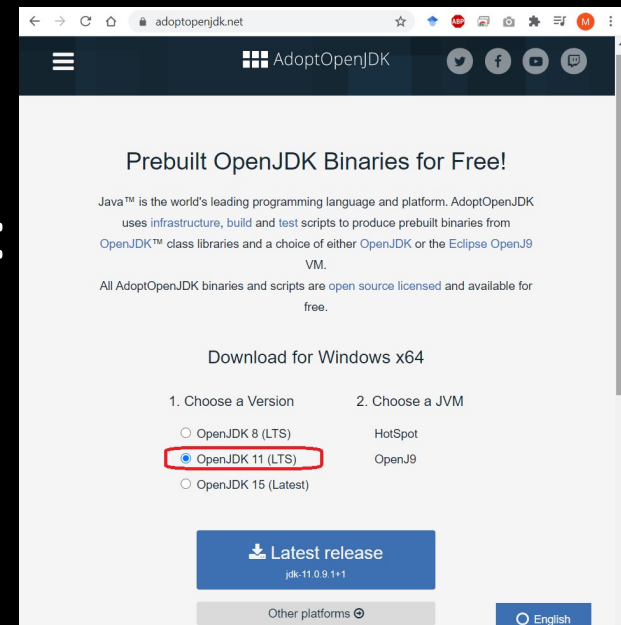 adoptopenjdk.net
ABP
M
AdoptOpenJDK
Prebuilt OpenJDK Binaries for Free!
Java™ is the world's leading programming language and platform. AdoptOpenJDK
uses infrastructure, build and test scripts to produce prebuilt binaries from
OpenJDK™ class libraries and a choice of either OpenJDK or the Eclipse OpenJ9
VM.
All AdoptOpenJDK binaries and scripts are open source licensed and available for
free.
Download for Windows x64
1. Choose a Version
2. Choose a JVM
OpenJDK 8 (LTS)
HotSpot
OpenJDK 11 (LTS)
OpenJ9
OpenJDK 15 (Latest)
Latest release
jdk-11.0.9.1+1
Other platforms
English